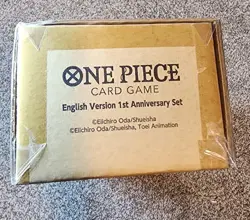 ONE PIECE
CARD GAME
English Version 1st Anniversary Set
©Eiichiro Oda/Shueisha
©Eiichiro Oda/Shueisha, Toei Animation